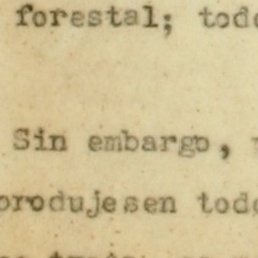 forestal; tod
Sin embargo,
produjesen tod